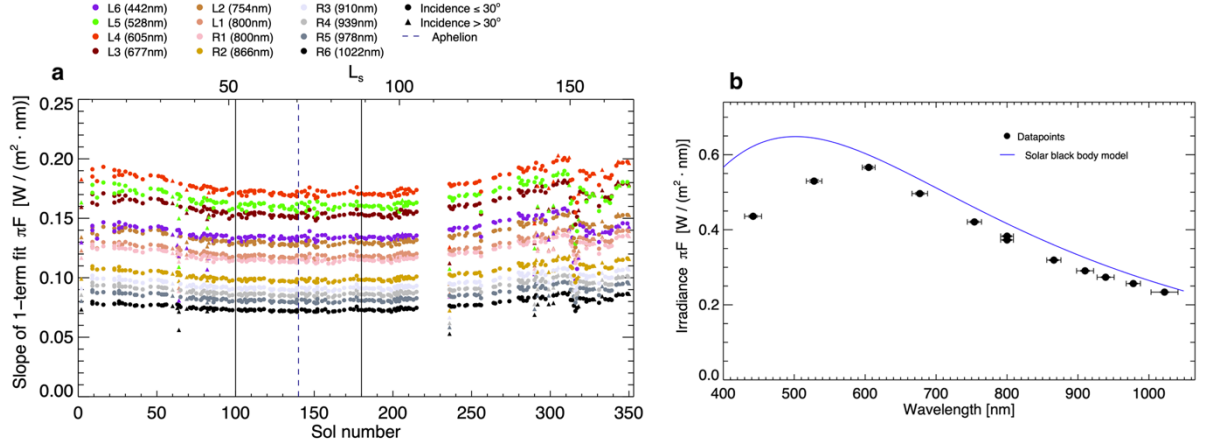 L6 (442nm) L2 (754nm) R3 (910nm) Incidence ≤ 30°
L5 (528nm) L1 (800nm) R4 (939nm) Incidence > 30°
L4 (605nm) R1 (800nm) R5 (978nm) Aphelion
L3 (677nm) R2 (866nm) R6 (1022nm)
a
Ls
50 100 150
0.25
0.20
0.15
0.10
0.05
0.00
Slope of 1−term fit πF [W / (m² · nm)]
0 50 100 150 200 250 300 350
Sol number
b
0.6
0.4
0.2
0.0
Irradiance πF [W / (m² · nm)]
Datapoints
Solar black body model
400 500 600 700 800 900 1000
Wavelength [nm]